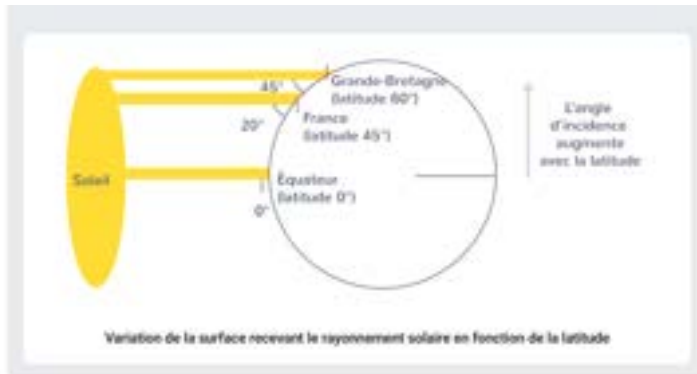 Grande-Bretagne
(latitude 60°)
45°
France
(latitude 45°)
20°
Soleil
Équateur
(latitude 0°)
0°
L'angle
d'incidence
augmente
avec la latitude
Variation de la surface recevant le rayonnement solaire en fonction de la latitude